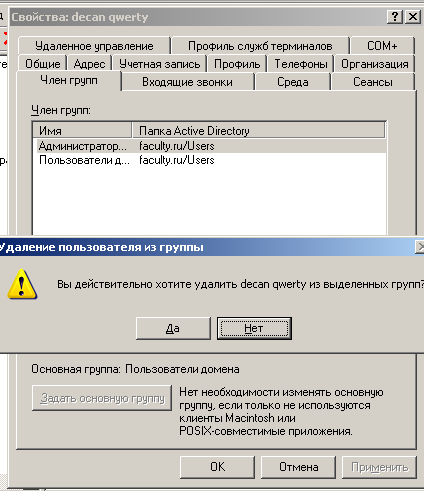 Свойства: decan qwerty
Удаленное управление Профиль служб терминалов COM+
Общие Адрес Учетная запись Профиль Телефоны Организация
Член групп Входящие звонки Среда Сеансы
Член групп:
Имя Папка Active Directory
Администратор... faculty.ru/Users
Пользователи д... faculty.ru/Users
Удаление пользователя из группы
Вы действительно хотите удалить decan qwerty из выделенных групп?
Да Нет
Основная группа: Пользователи домена
Задать основную группу
Нет необходимости изменять основную
группу, если только не используются
клиенты Macintosh или
POSIX-совместимые приложения.
OK Отмена Применить